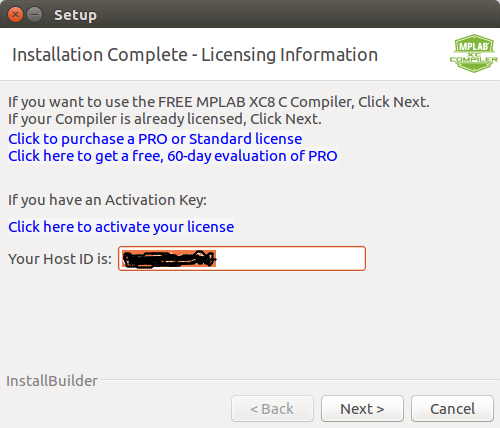 Setup
Installation Complete - Licensing Information
MPLAB
XC COMPILER
If you want to use the FREE MPLAB XC8 C Compiler, Click Next.
If your Compiler is already licensed, Click Next.
Click to purchase a PRO or Standard license
Click here to get a free, 60-day evaluation of PRO
If you have an Activation Key:
Click here to activate your license
Your Host ID is:
InstallBuilder
< Back
Next >
Cancel